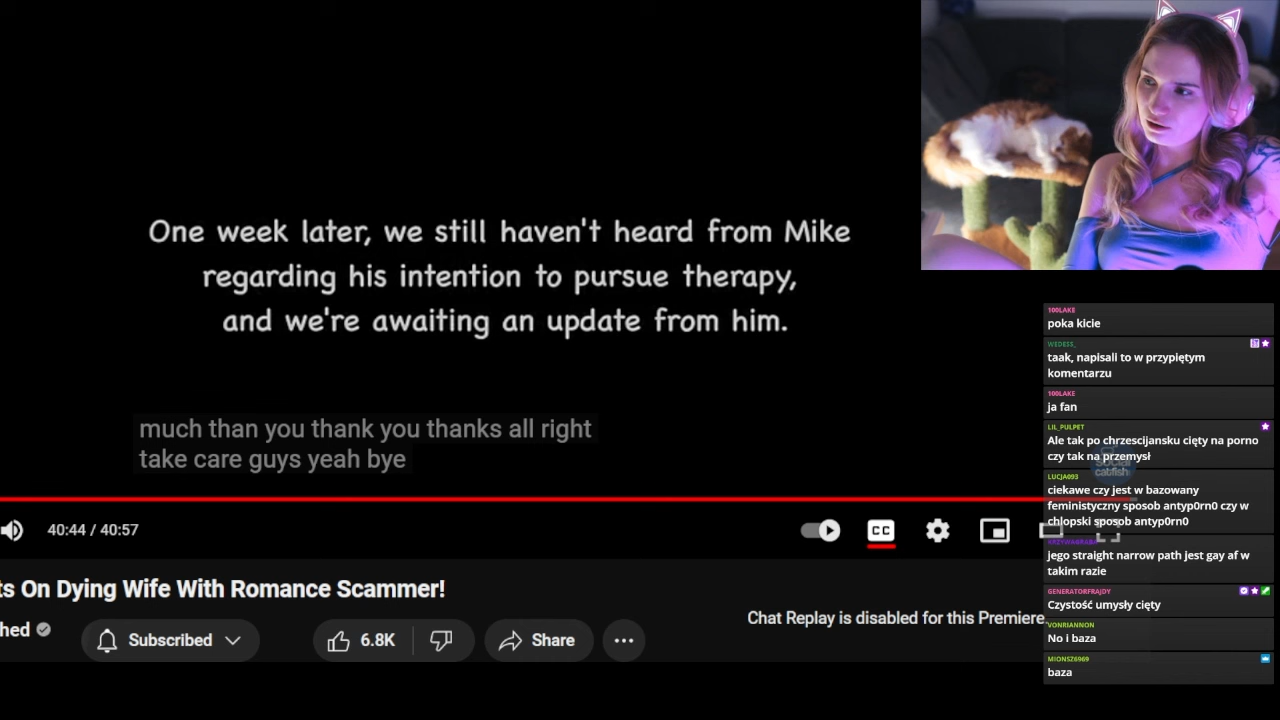 One week later, we still haven't heard from Mike
regarding his intention to pursue therapy,
and we're awaiting an update from him.
much than you thank you thanks all right
take care guys yeah bye
40:44 / 40:57
CC
ts On Dying Wife With Romance Scammer!
hed
Subscribed
6.8K
Share
Chat Replay is disabled for this Premiere.
100LAKE
poka kicie
WEDESS_
taak, napisali to w przypiętym
komentarzu
100LAKE
ja fan
LIL_PULPET
Ale tak po chrzescijansku cięty na porno
czy tak na przemysł
social
catfish
LUCJA093
ciekawe czy jest w bazowany
feministyczny sposob antyp0rn0 czy w
chlopski sposob antyp0rn0
jego straight narrow path jest gay af w
takim razie
GENERATORFRAJDY
Czystość umysły cięty
VONRIANNON
No i baza
MIONSZ6969
baza